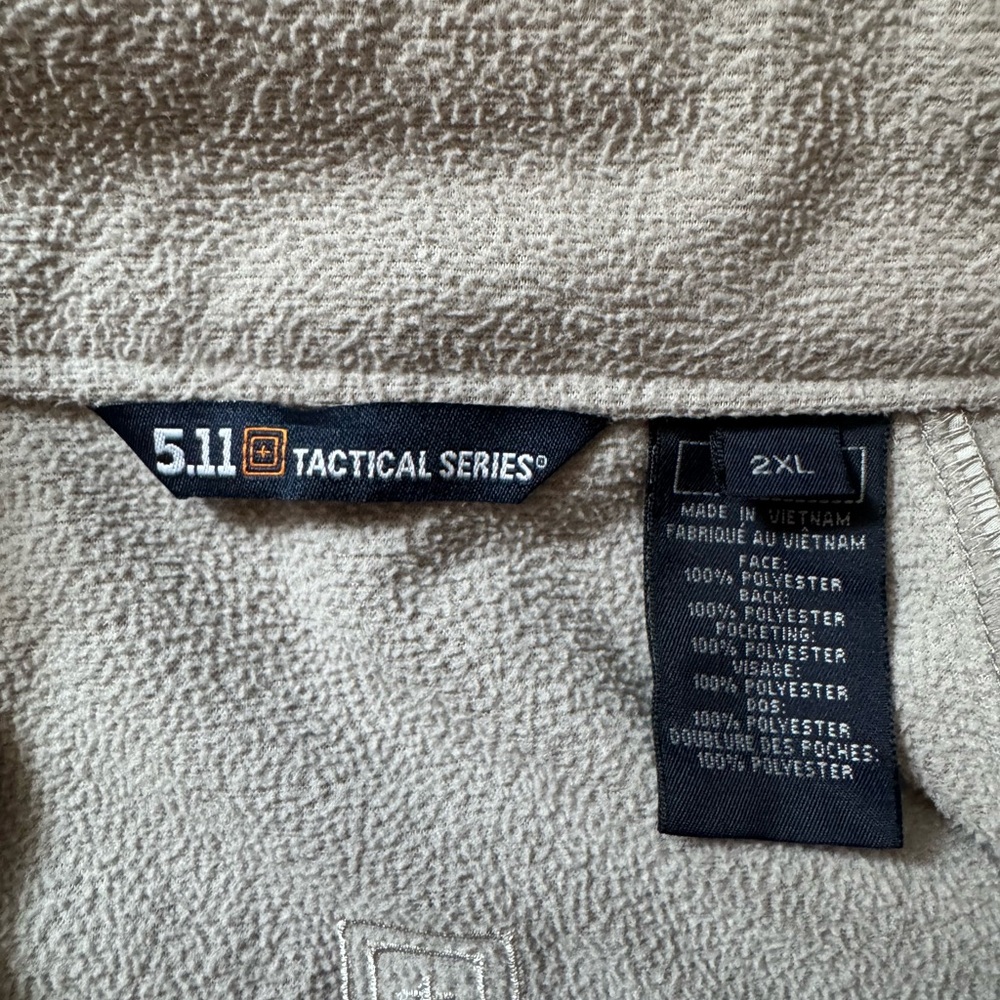 5.11 TACTICAL SERIES®
2XL
MADE IN VIETNAM
FABRIQUÉ AU VIÊTNAM
FACE:
100% POLYESTER
BACK:
100% POLYESTER
POCKETING:
100% POLYESTER
VISAGE:
100% POLYESTER
DOS:
100% POLYESTER
DOUBLURE DES POCHES:
100% POLYESTER